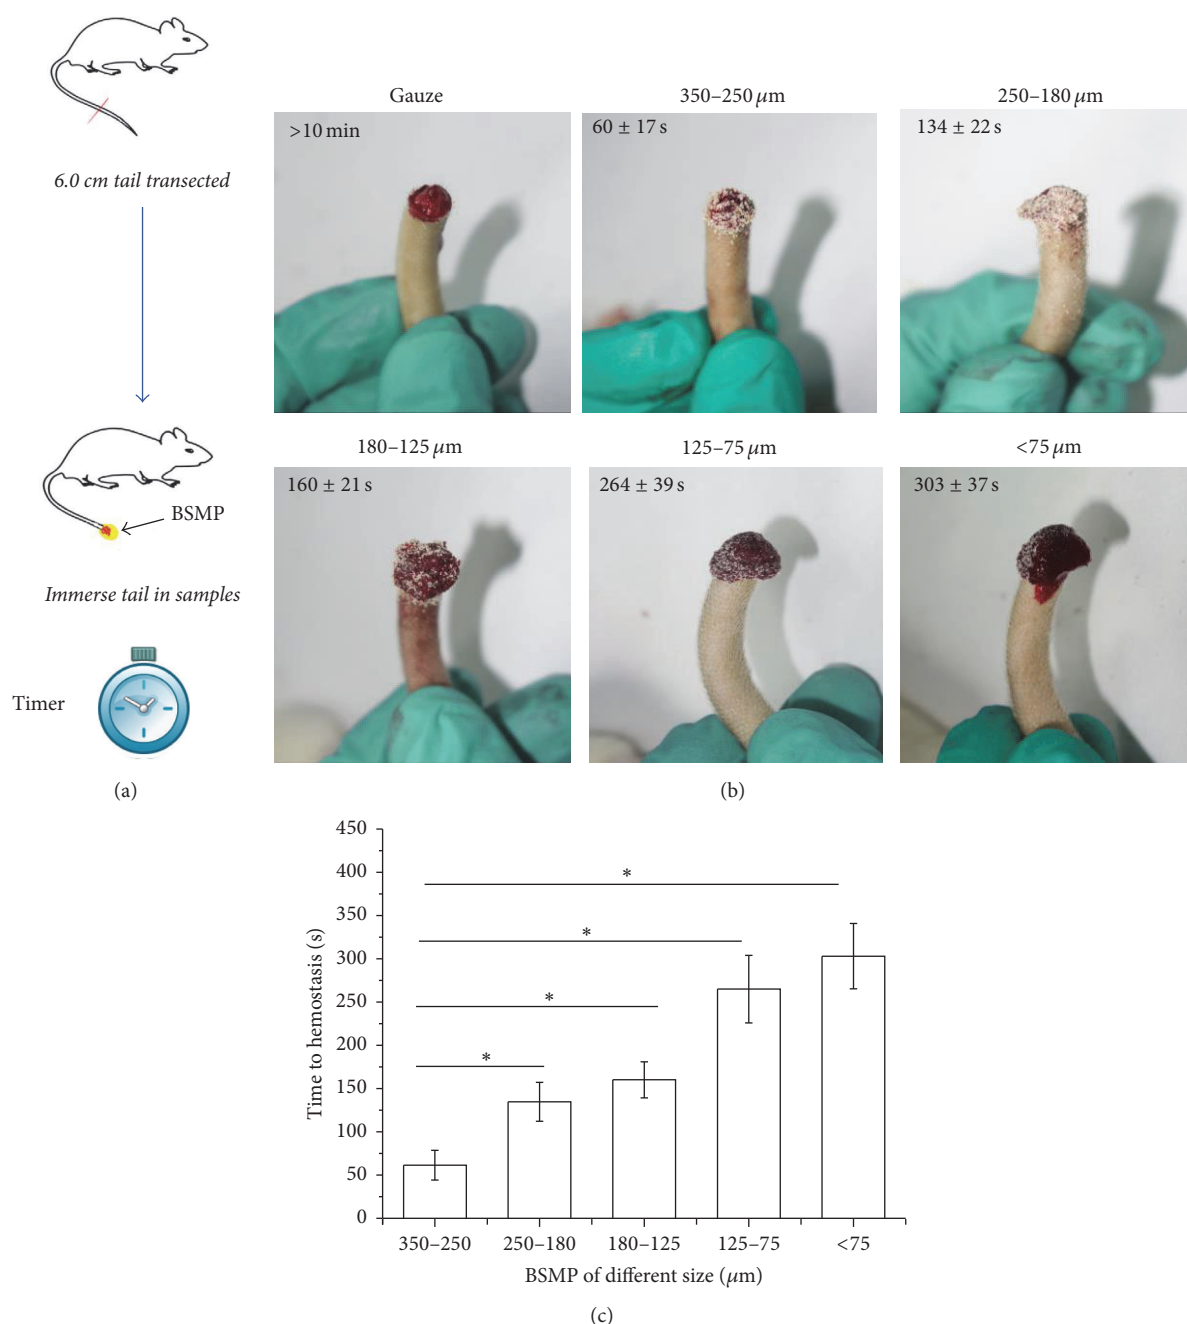 6.0 cm tail transected
BSMP
Immerse tail in samples
Timer
(a)
Gauze
350–250 μm
250–180 μm
>10 min
60 ± 17 s
134 ± 22 s
180–125 μm
125–75 μm
<75 μm
160 ± 21 s
264 ± 39 s
303 ± 37 s
(b)
Time to hemostasis (s)
450
400
350
300
250
200
150
100
50
0
*
*
*
*
350–250
250–180
180–125
125–75
<75
BSMP of different size (μm)
(c)